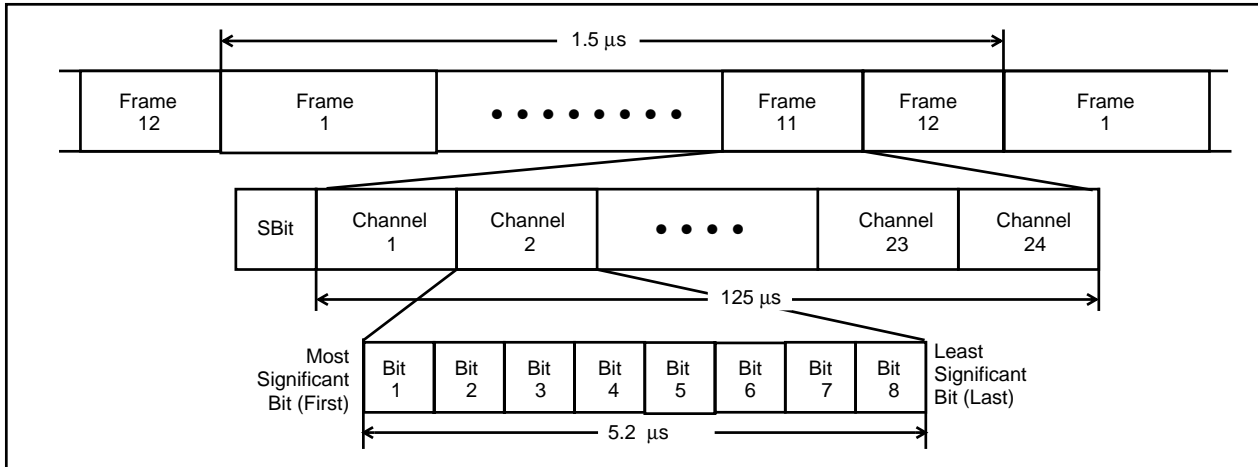 1.5 μs
Frame
12
Frame
1
Frame
11
Frame
12
Frame
1
SBit
Channel
1
Channel
2
Channel
23
Channel
24
125 μs
Most
Significant
Bit (First)
Bit
1
Bit
2
Bit
3
Bit
4
Bit
5
Bit
6
Bit
7
Bit
8
Least
Significant
Bit (Last)
5.2 μs